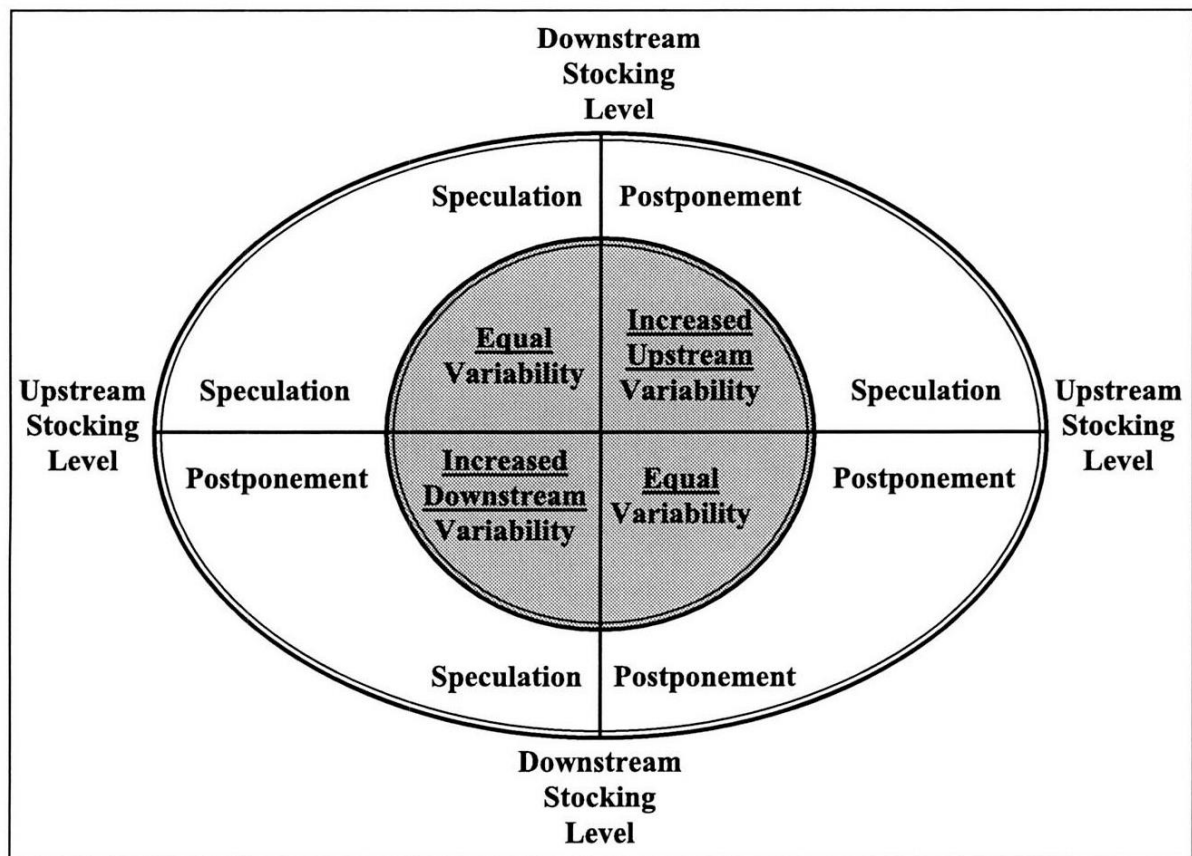 Downstream
Stocking
Level
Speculation
Postponement
Equal
Variability
Increased
Upstream
Variability
Upstream
Stocking
Level
Speculation
Speculation
Upstream
Stocking
Level
Postponement
Increased
Downstream
Variability
Equal
Variability
Postponement
Speculation
Postponement
Downstream
Stocking
Level